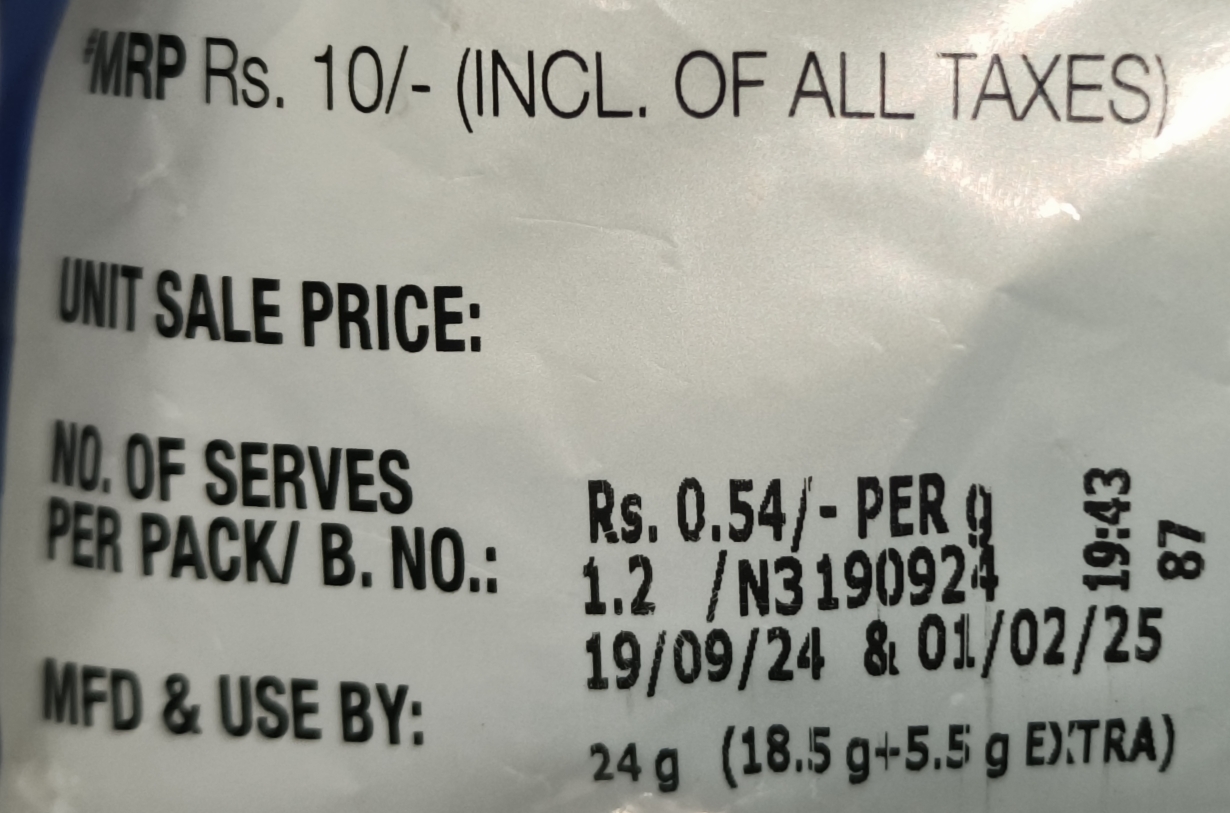 #MRP Rs. 10/- (INCL. OF ALL TAXES)
UNIT SALE PRICE:
NO. OF SERVES
PER PACK/ B. NO.:
MFD & USE BY:
Rs. 0.54/- PER g
1.2 /N3190924
19/09/24 & 01/02/25
24 g (18.5 g+5.5 g EXTRA)
19:43
87